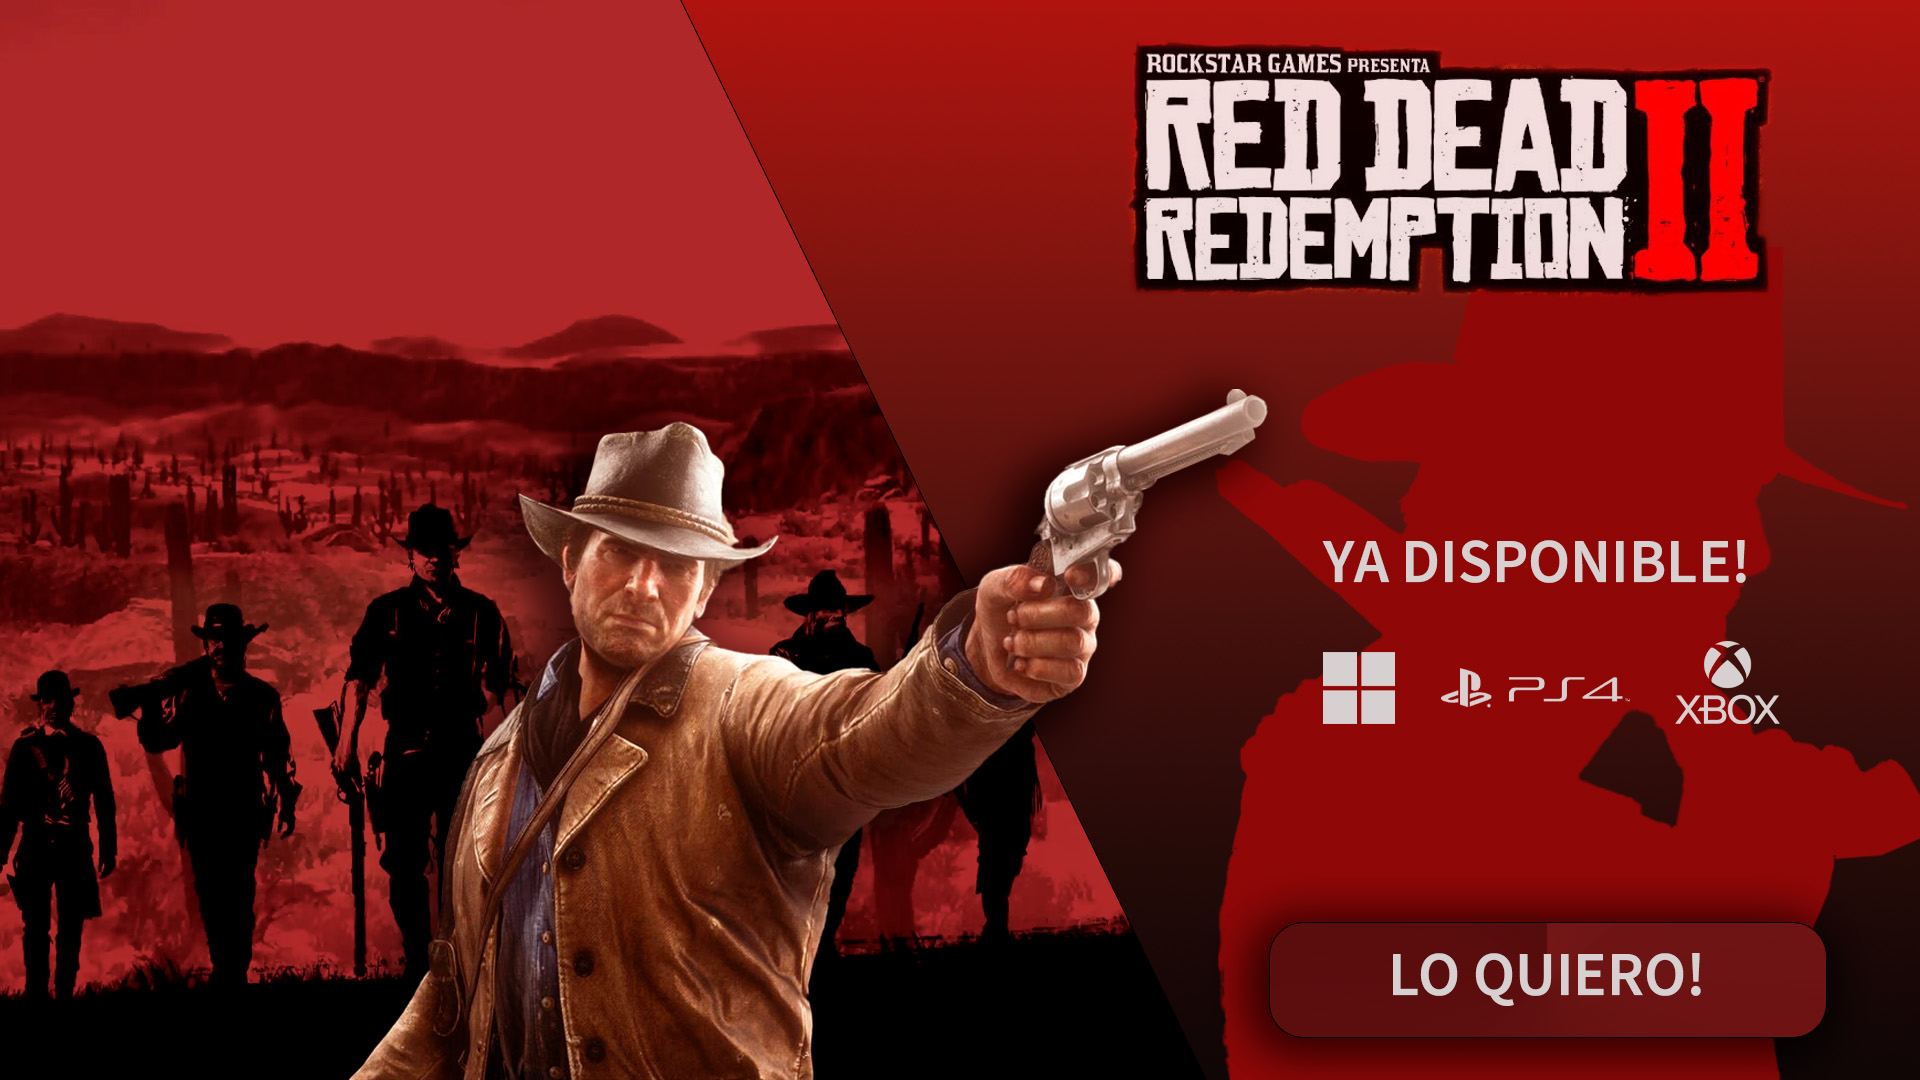 ROCKSTAR GAMES PRESENTA
RED DEAD
REDEMPTION II
YA DISPONIBLE!
PS4
XBOX
LO QUIERO!